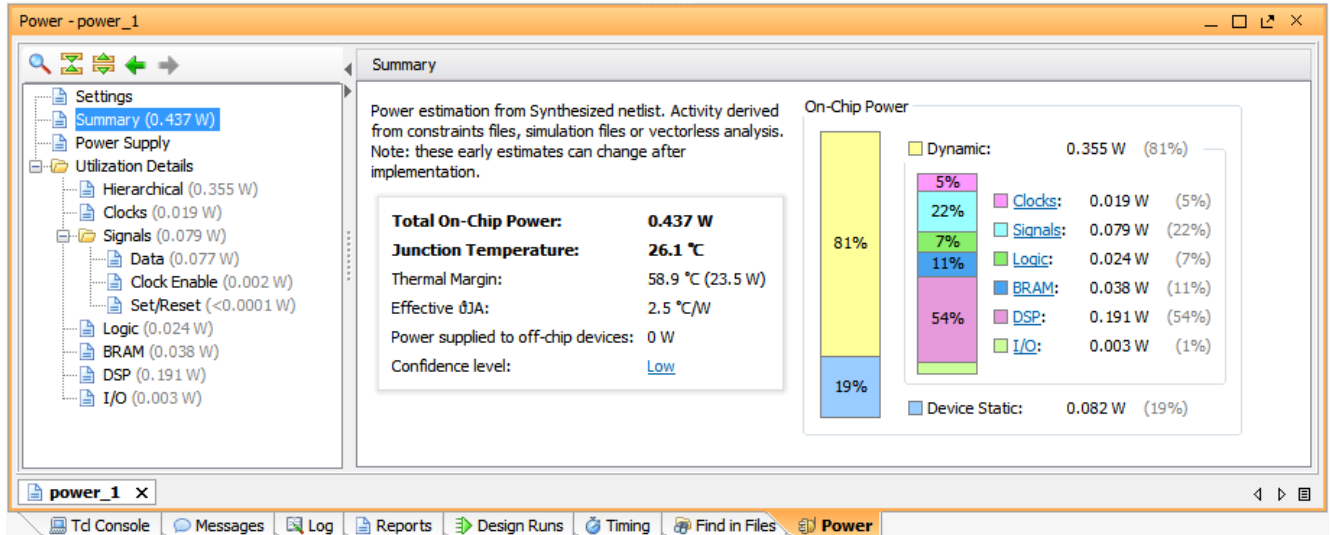 Power - power_1
Summary
Settings
Summary (0.437 W)
Power Supply
Utilization Details
Hierarchical (0.355 W)
Clocks (0.019 W)
Signals (0.079 W)
Data (0.077 W)
Clock Enable (0.002 W)
Set/Reset (<0.0001 W)
Logic (0.024 W)
BRAM (0.038 W)
DSP (0.191 W)
I/O (0.003 W)
Power estimation from Synthesized netlist. Activity derived
from constraints files, simulation files or vectorless analysis.
Note: these early estimates can change after
implementation.
Total On-Chip Power: 0.437 W
Junction Temperature: 26.1 °C
Thermal Margin: 58.9 °C (23.5 W)
Effective ϑJA: 2.5 °C/W
Power supplied to off-chip devices: 0 W
Confidence level: Low
On-Chip Power
81%
19%
Dynamic: 0.355 W (81%)
5%
22%
7%
11%
54%
Clocks: 0.019 W (5%)
Signals: 0.079 W (22%)
Logic: 0.024 W (7%)
BRAM: 0.038 W (11%)
DSP: 0.191 W (54%)
I/O: 0.003 W (1%)
Device Static: 0.082 W (19%)
power_1
Tcl Console Messages Log Reports Design Runs Timing Find in Files Power